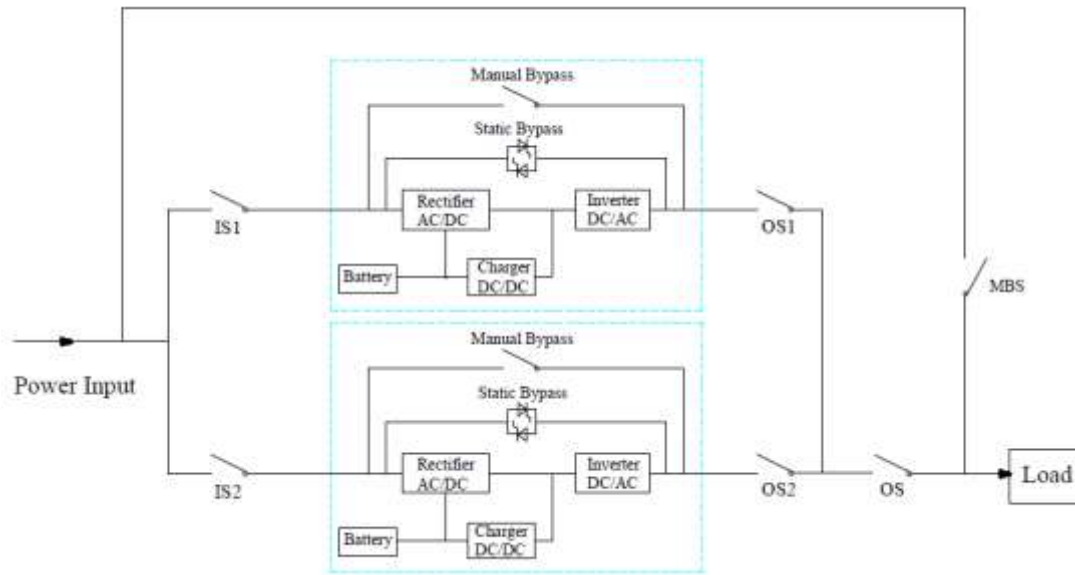 Manual Bypass
Static Bypass
Rectifier
AC/DC
Inverter
DC/AC
IS1
OS1
Battery
Charger
DC/DC
MBS
Manual Bypass
Power Input
Static Bypass
Rectifier
AC/DC
Inverter
DC/AC
Load
IS2
OS2
OS
Battery
Charger
DC/DC